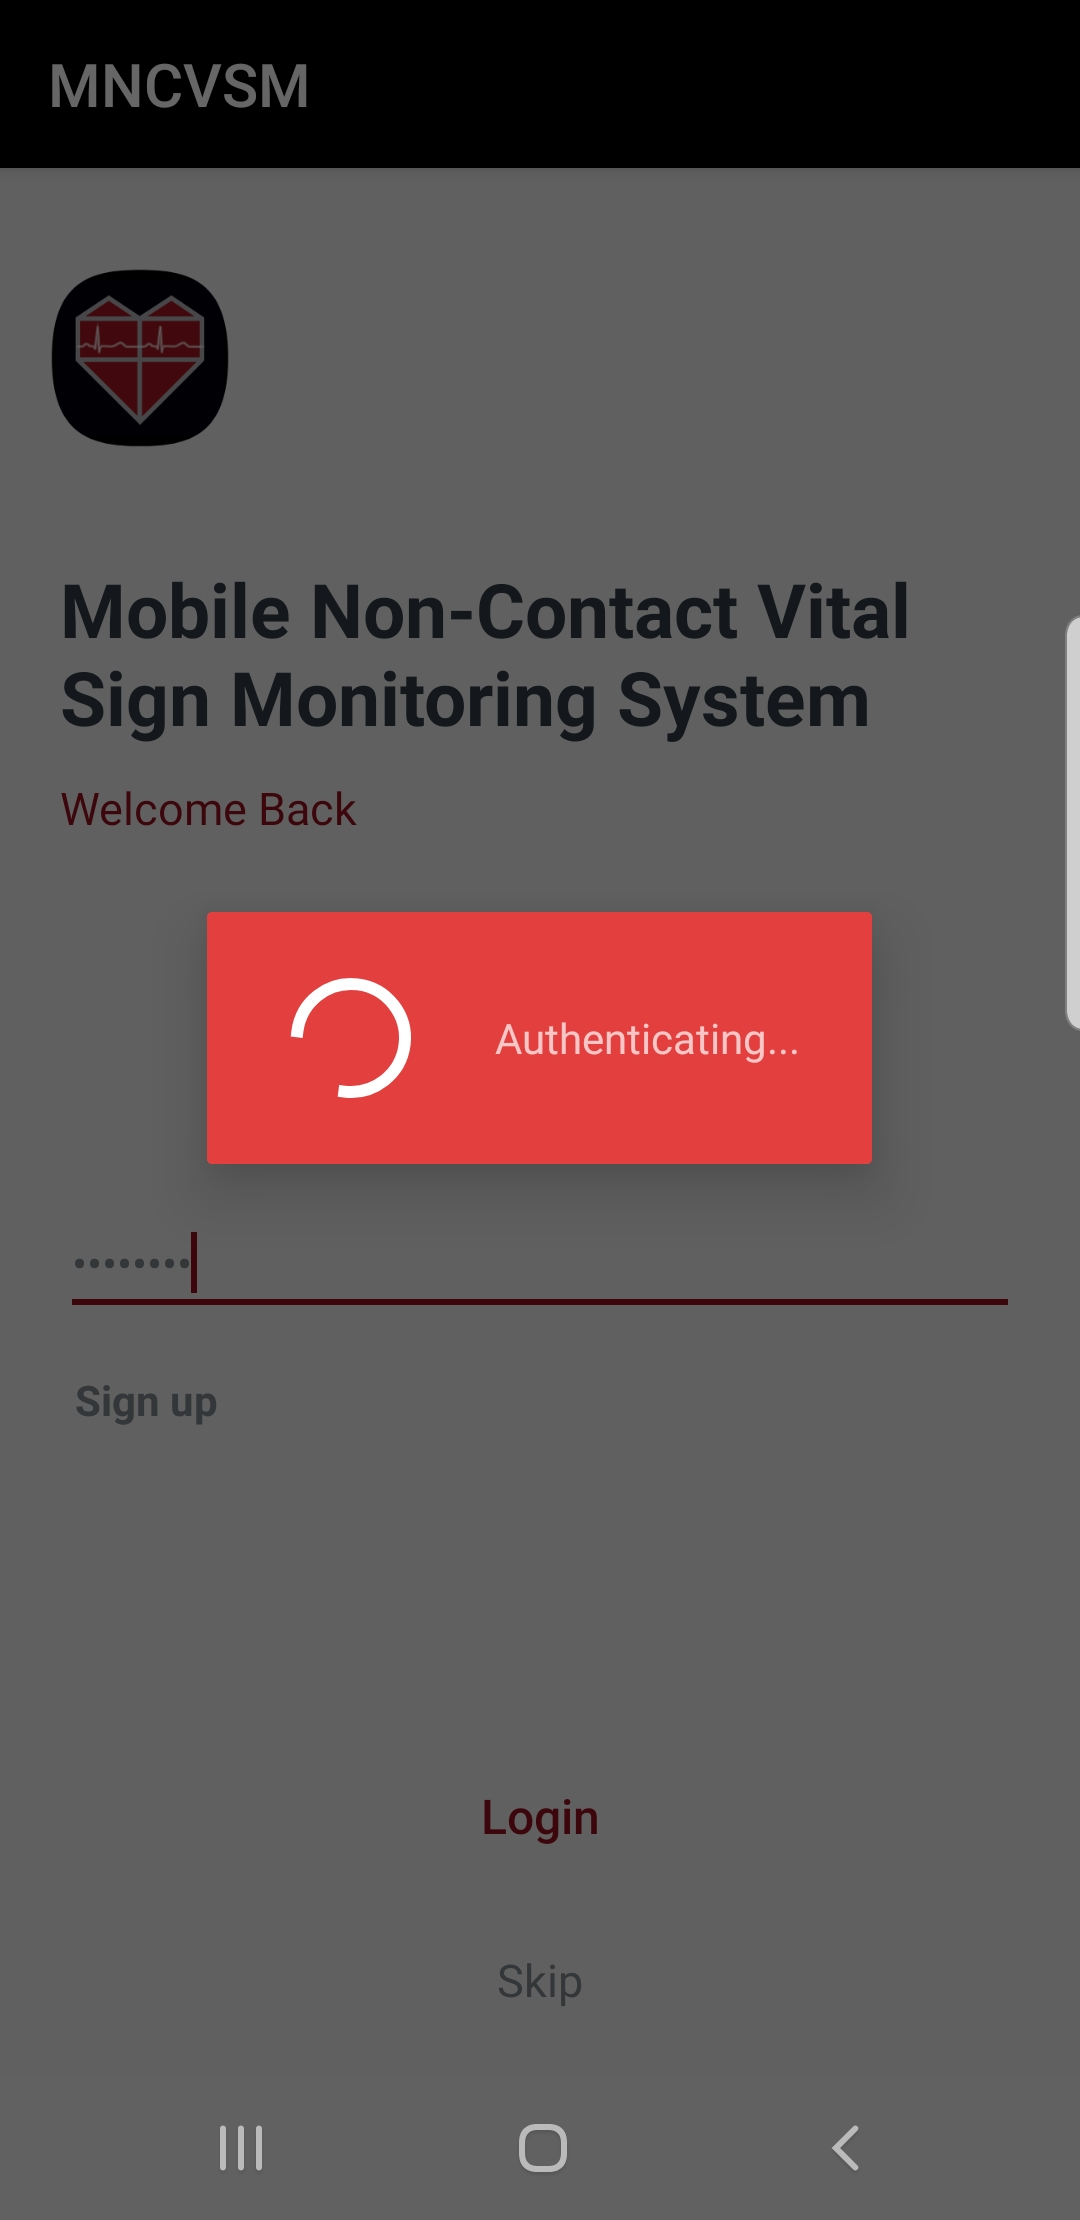 MNCVSM
Mobile Non-Contact Vital
Sign Monitoring System
Welcome Back
Authenticating...
••••••••
Sign up
Login
Skip